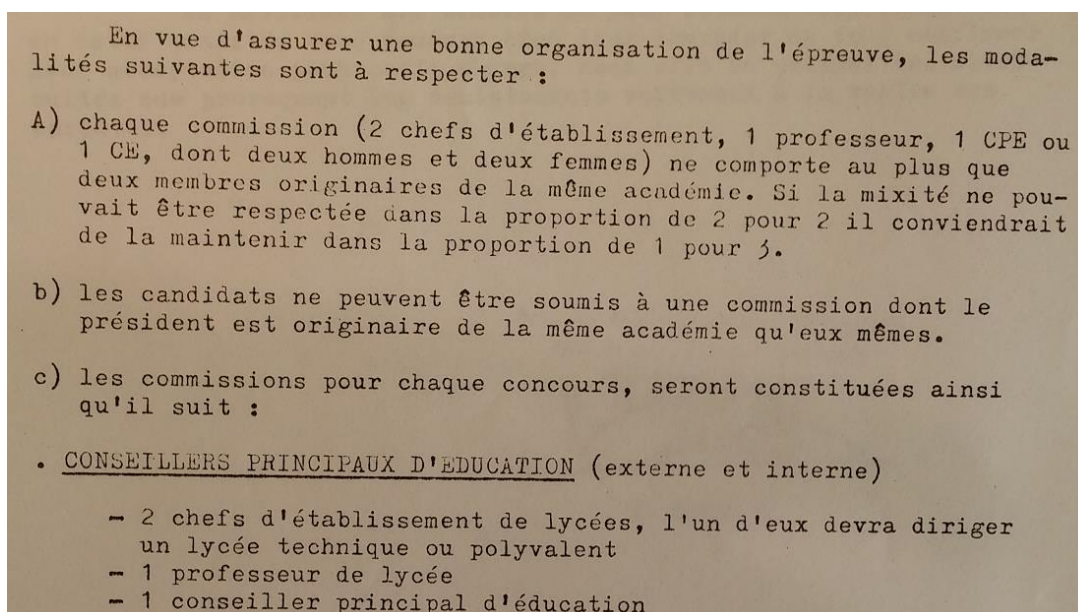 En vue d'assurer une bonne organisation de l'épreuve, les moda-
lités suivantes sont à respecter :
A) chaque commission (2 chefs d'établissement, 1 professeur, 1 CPE ou
1 CE, dont deux hommes et deux femmes) ne comporte au plus que
deux membres originaires de la même académie. Si la mixité ne pou-
vait être respectée dans la proportion de 2 pour 2 il conviendrait
de la maintenir dans la proportion de 1 pour 3.
b) les candidats ne peuvent être soumis à une commission dont le
président est originaire de la même académie qu'eux mêmes.
c) les commissions pour chaque concours, seront constituées ainsi
qu'il suit :
. CONSEILLERS PRINCIPAUX D'EDUCATION (externe et interne)
- 2 chefs d'établissement de lycées, l'un d'eux devra diriger
un lycée technique ou polyvalent
- 1 professeur de lycée
- 1 conseiller principal d'éducation